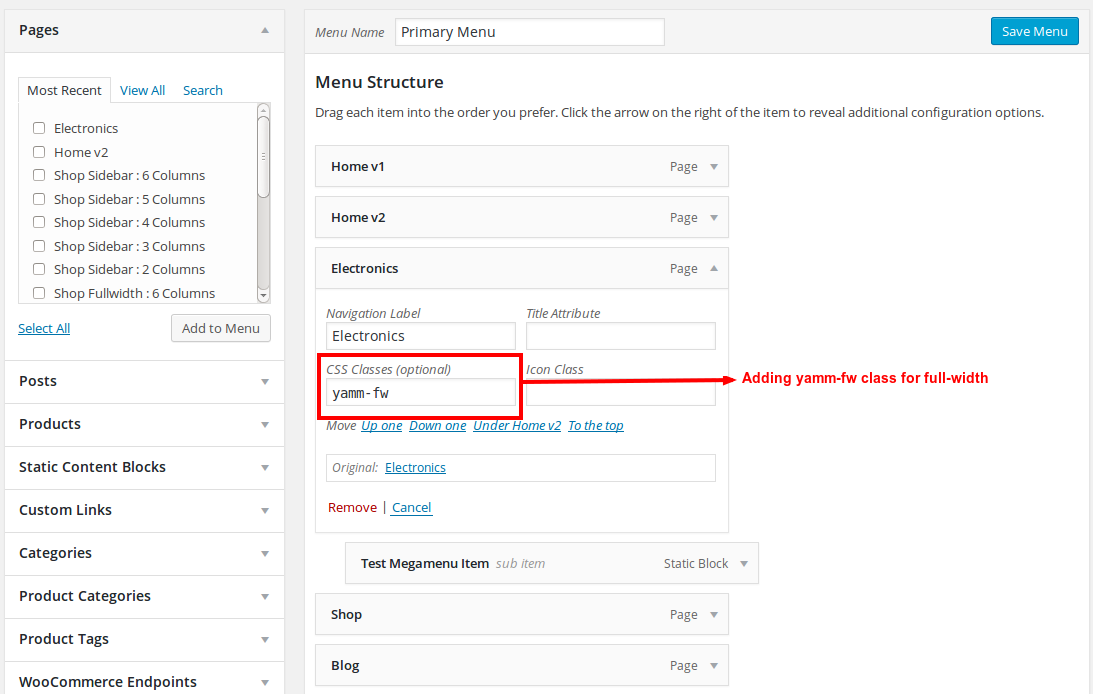 Pages
Most Recent View All Search
Electronics
Home v2
Shop Sidebar : 6 Columns
Shop Sidebar : 5 Columns
Shop Sidebar : 4 Columns
Shop Sidebar : 3 Columns
Shop Sidebar : 2 Columns
Shop Fullwidth : 6 Columns
Select All Add to Menu
Posts
Products
Static Content Blocks
Custom Links
Categories
Product Categories
Product Tags
WooCommerce Endpoints
Menu Name Primary Menu Save Menu
Menu Structure
Drag each item into the order you prefer. Click the arrow on the right of the item to reveal additional configuration options.
Home v1 Page
Home v2 Page
Electronics Page
Navigation Label Title Attribute
Electronics
CSS Classes (optional) Icon Class
yamm-fw
Adding yamm-fw class for full-width
Move Up one Down one Under Home v2 To the top
Original: Electronics
Remove | Cancel
Test Megamenu Item sub item Static Block
Shop Page
Blog Page